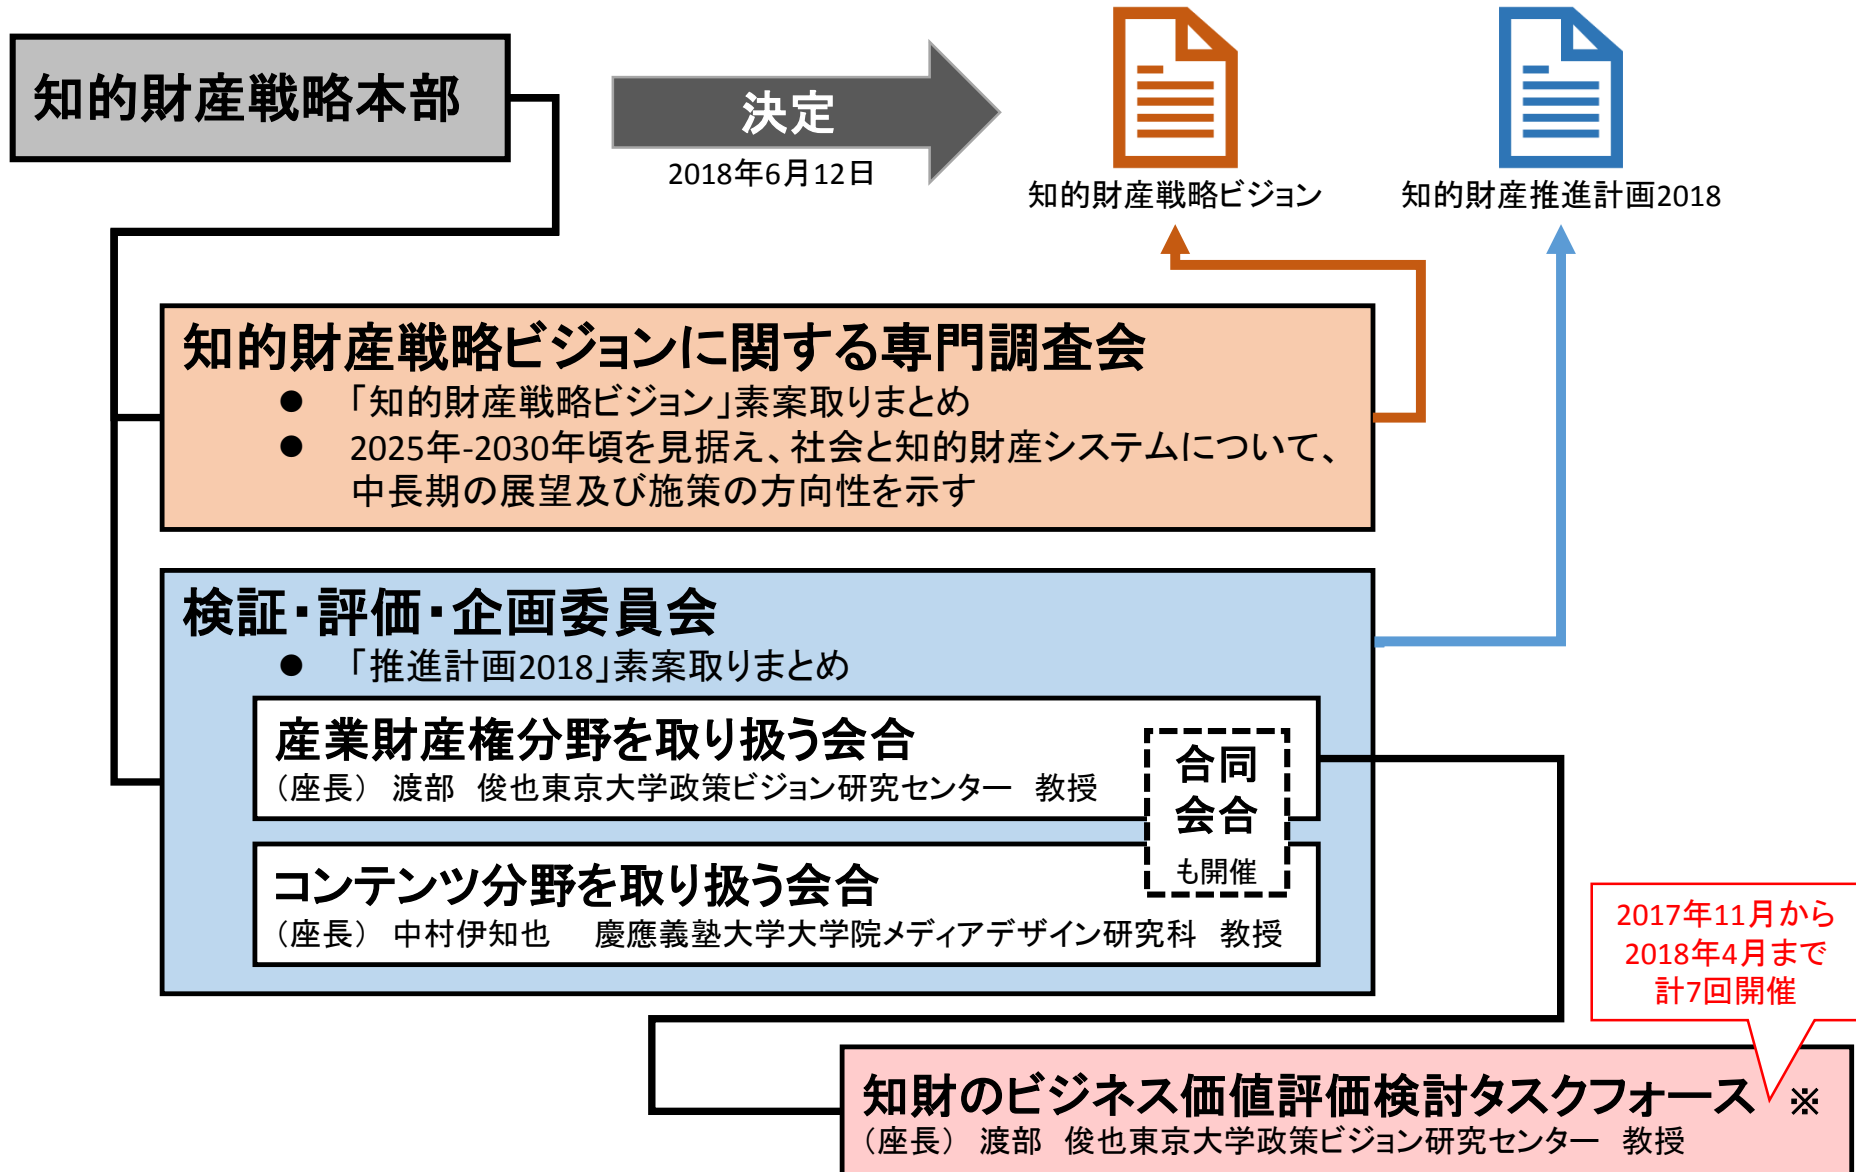 知的財産戦略本部
決定
2018年6月12日
知的財産戦略ビジョン
知的財産推進計画2018
知的財産戦略ビジョンに関する専門調査会
● 「知的財産戦略ビジョン」素案取りまとめ
● 2025年-2030年頃を見据え、社会と知的財産システムについて、
中長期の展望及び施策の方向性を示す
検証・評価・企画委員会
● 「推進計画2018」素案取りまとめ
産業財産権分野を取り扱う会合
（座長） 渡部 俊也東京大学政策ビジョン研究センター 教授
合同
会合
も開催
コンテンツ分野を取り扱う会合
（座長） 中村伊知也 慶應義塾大学大学院メディアデザイン研究科 教授
2017年11月から
2018年4月まで
計7回開催
知財のビジネス価値評価検討タスクフォース ※
（座長） 渡部 俊也東京大学政策ビジョン研究センター 教授